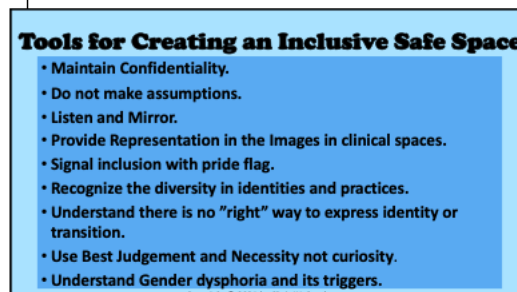 Tools for Creating an Inclusive Safe Space
• Maintain Confidentiality.
• Do not make assumptions.
• Listen and Mirror.
• Provide Representation in the Images in clinical spaces.
• Signal inclusion with pride flag.
• Recognize the diversity in identities and practices.
• Understand there is no ”right” way to express identity or
transition.
• Use Best Judgement and Necessity not curiosity.
• Understand Gender dysphoria and its triggers.